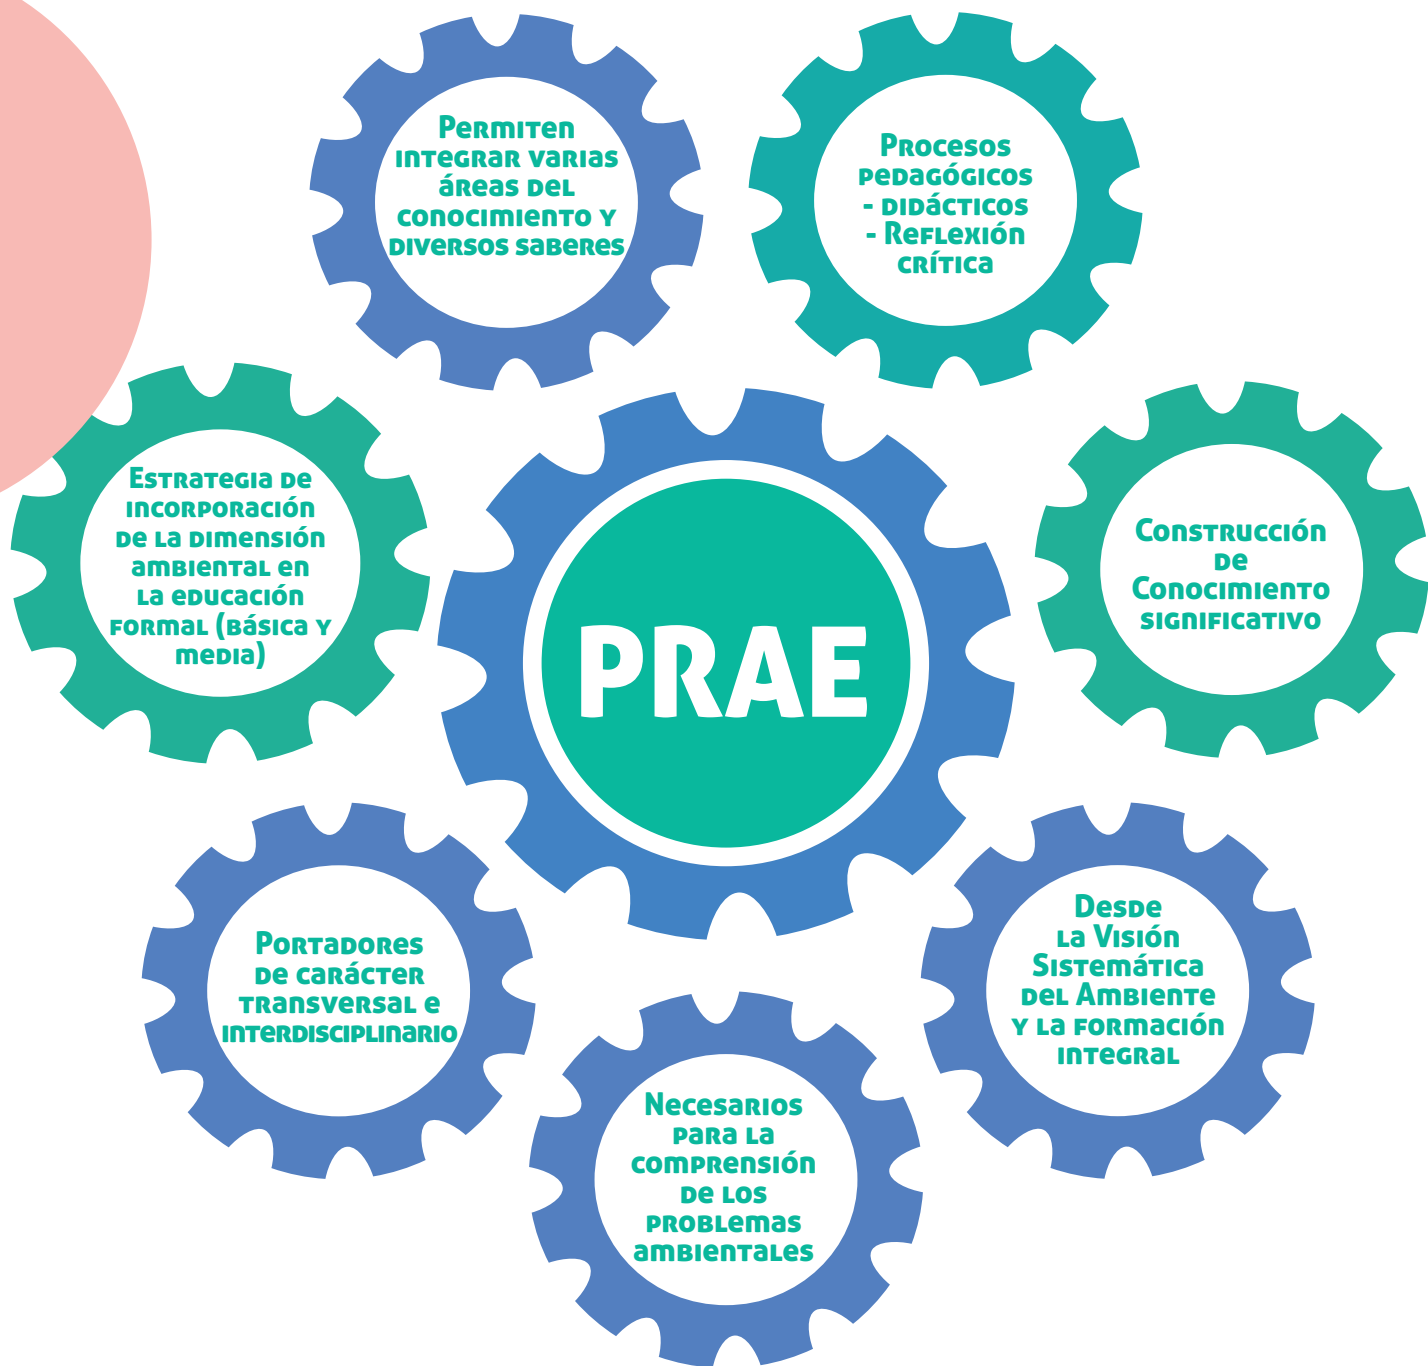 Permiten
integrar varias
áreas del
conocimiento y
diversos saberes
Procesos
pedagógicos
- didácticos
- Reflexión
crítica
Estrategia de
incorporación
de la dimensión
ambiental en
la educación
formal (básica y
media)
PRAE
Construcción
de
Conocimiento
significativo
Portadores
de carácter
transversal e
interdisciplinario
Desde
la Visión
Sistemática
del Ambiente
y la formación
integral
Necesarios
para la
comprensión
de los
problemas
ambientales